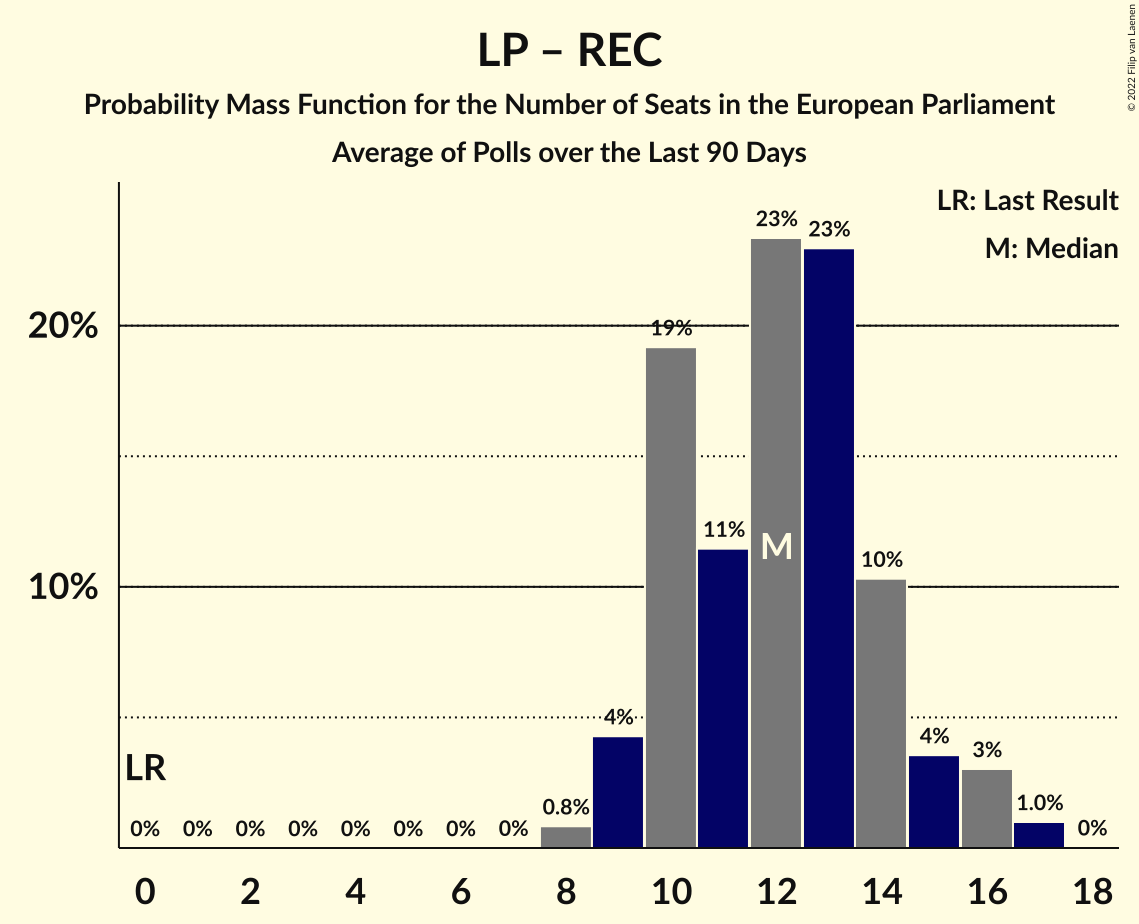 LP – REC
Probability Mass Function for the Number of Seats in the European Parliament
Average of Polls over the Last 90 Days
© 2022 Filip van Laenen
LR: Last Result
M: Median
23%
23%
20%
19%
11%
M
10%
10%
4%
4%
3%
LR
0.8%
1.0%
0%
0%
0%
0%
0%
0%
0%
0%
0%
0 2 4 6 8 10 12 14 16 18